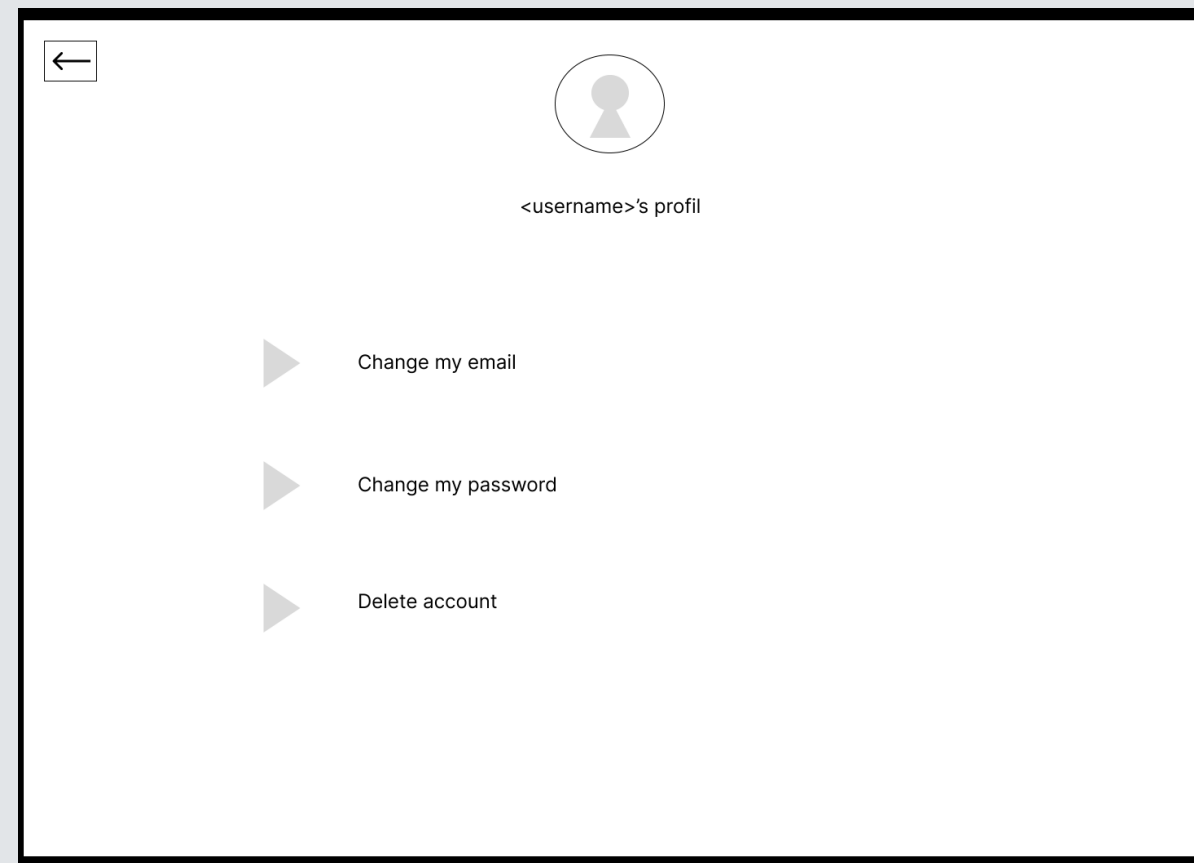 <username>’s profil
Change my email
Change my password
Delete account